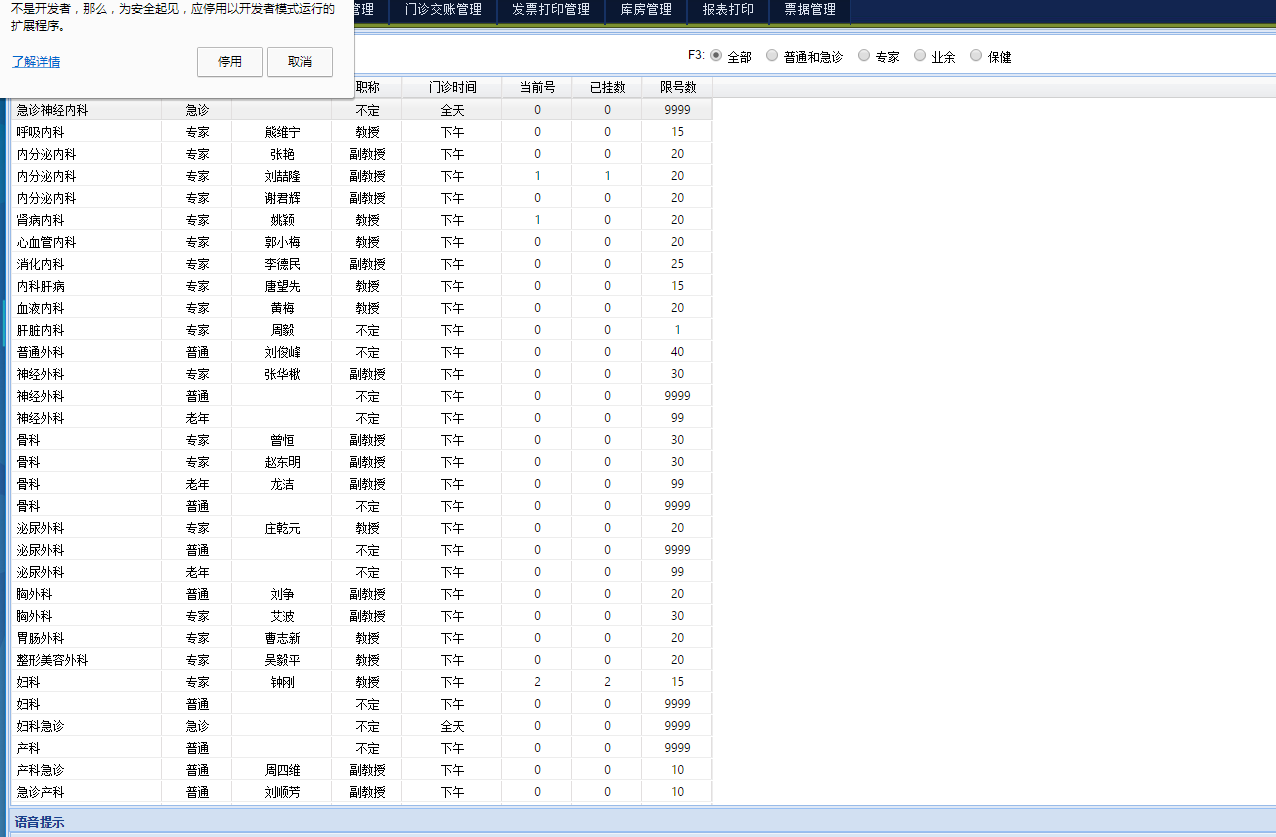 不是开发者，那么，为安全起见，应停用以开发者模式运行的
扩展程序。
了解详情 停用 取消
管理 门诊交账管理 发票打印管理 库房管理 报表打印 票据管理
F3: 全部 普通和急诊 专家 业余 保健
职称 门诊时间 当前号 已挂数 限号数
急诊神经内科 急诊 不定 全天 0 0 9999
呼吸内科 专家 熊维宁 教授 下午 0 0 15
内分泌内科 专家 张艳 副教授 下午 0 0 20
内分泌内科 专家 刘喆隆 副教授 下午 1 1 20
内分泌内科 专家 谢君辉 副教授 下午 0 0 20
肾病内科 专家 姚颖 教授 下午 1 0 20
心血管内科 专家 郭小梅 教授 下午 0 0 20
消化内科 专家 李德民 副教授 下午 0 0 25
内科肝病 专家 唐望先 教授 下午 0 0 15
血液内科 专家 黄梅 教授 下午 0 0 20
肝脏内科 专家 周毅 不定 下午 0 0 1
普通外科 普通 刘俊峰 不定 下午 0 0 40
神经外科 专家 张华楸 副教授 下午 0 0 30
神经外科 普通 不定 下午 0 0 9999
神经外科 老年 不定 下午 0 0 99
骨科 专家 曾恒 副教授 下午 0 0 30
骨科 专家 赵东明 副教授 下午 0 0 30
骨科 老年 龙洁 副教授 下午 0 0 99
骨科 普通 不定 下午 0 0 9999
泌尿外科 专家 庄乾元 教授 下午 0 0 20
泌尿外科 普通 不定 下午 0 0 9999
泌尿外科 老年 不定 下午 0 0 99
胸外科 普通 刘争 副教授 下午 0 0 20
胸外科 专家 艾波 副教授 下午 0 0 30
胃肠外科 专家 曹志新 教授 下午 0 0 20
整形美容外科 专家 吴毅平 教授 下午 0 0 20
妇科 专家 钟刚 教授 下午 2 2 15
妇科 普通 不定 下午 0 0 9999
妇科急诊 急诊 不定 全天 0 0 9999
产科 普通 不定 下午 0 0 9999
产科急诊 普通 周四维 副教授 下午 0 0 10
急诊产科 普通 刘顺芳 副教授 下午 0 0 10
语音提示